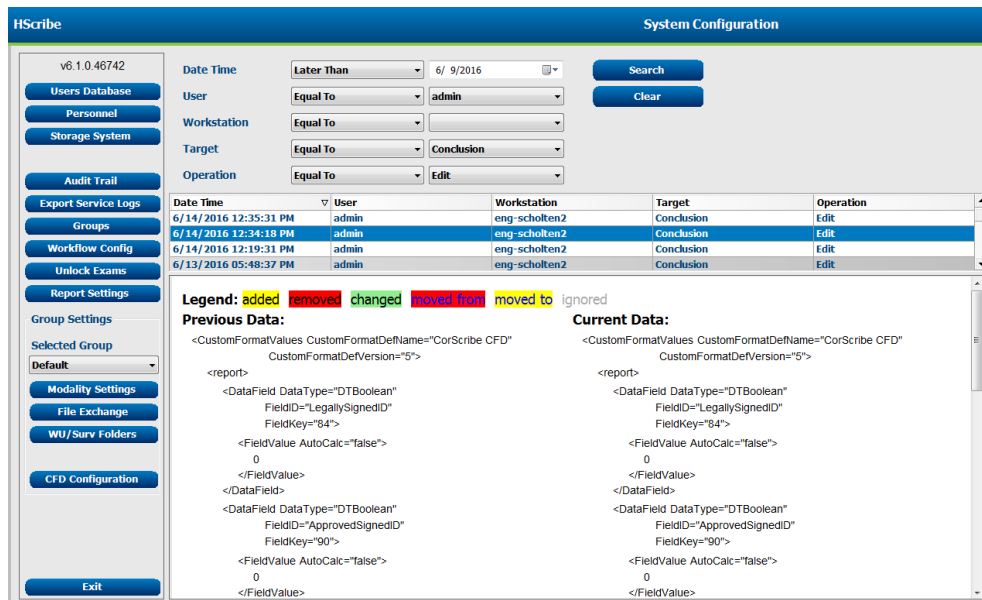 HScribe System Configuration
v6.1.0.46742
Users Database
Personnel
Storage System
Audit Trail
Export Service Logs
Groups
Workflow Config
Unlock Exams
Report Settings
Group Settings
Selected Group
Default
Modality Settings
File Exchange
WU/Surv Folders
CFD Configuration
Exit
Date Time Later Than 6/ 9/2016 Search
User Equal To admin Clear
Workstation Equal To
Target Equal To Conclusion
Operation Equal To Edit
Date Time User Workstation Target Operation
6/14/2016 12:35:31 PM admin eng-scholten2 Conclusion Edit
6/14/2016 12:34:18 PM admin eng-scholten2 Conclusion Edit
6/14/2016 12:19:31 PM admin eng-scholten2 Conclusion Edit
6/13/2016 05:48:37 PM admin eng-scholten2 Conclusion Edit
Legend: added removed changed moved from moved to ignored
Previous Data:
<CustomFormatValues CustomFormatDefName="CorScribe CFD"
CustomFormatDefVersion="5">
<report>
<DataField DataType="DTBoolean"
FieldID="LegallySignedID"
FieldKey="84">
<FieldValue AutoCalc="false">
0
</FieldValue>
</DataField>
<DataField DataType="DTBoolean"
FieldID="ApprovedSignedID"
FieldKey="90">
<FieldValue AutoCalc="false">
0
</FieldValue>
Current Data:
<CustomFormatValues CustomFormatDefName="CorScribe CFD"
CustomFormatDefVersion="5">
<report>
<DataField DataType="DTBoolean"
FieldID="LegallySignedID"
FieldKey="84">
<FieldValue AutoCalc="false">
0
</FieldValue>
</DataField>
<DataField DataType="DTBoolean"
FieldID="ApprovedSignedID"
FieldKey="90">
<FieldValue AutoCalc="false">
0
</FieldValue>